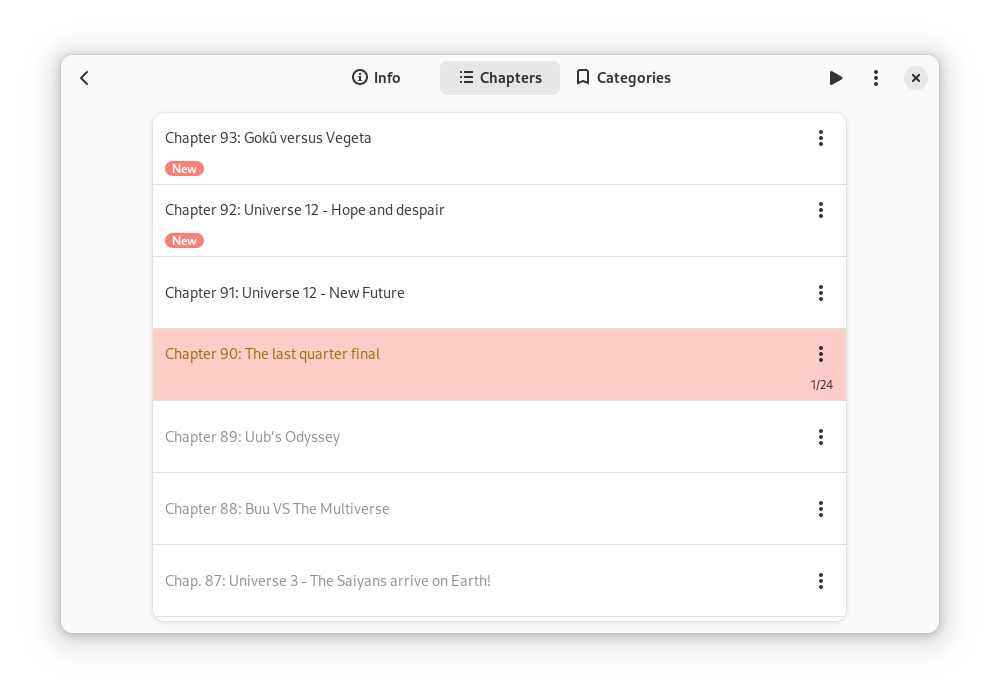 Info Chapters Categories
Chapter 93: Gokû versus Vegeta
New
Chapter 92: Universe 12 - Hope and despair
New
Chapter 91: Universe 12 - New Future
Chapter 90: The last quarter final
1/24
Chapter 89: Uub’s Odyssey
Chapter 88: Buu VS The Multiverse
Chap. 87: Universe 3 - The Saiyans arrive on Earth!